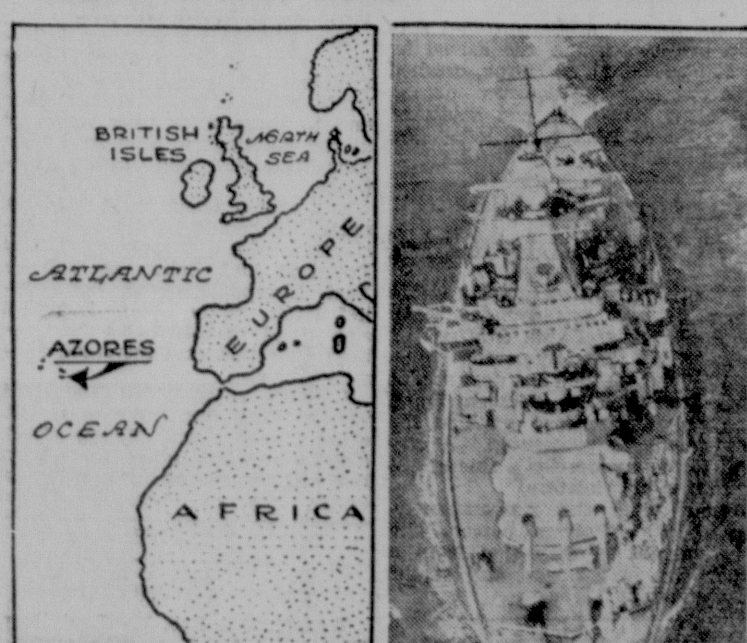 BRITISH
ISLES
NORTH
SEA
ATLANTIC
EUROPE
AZORES
OCEAN
AFRICA